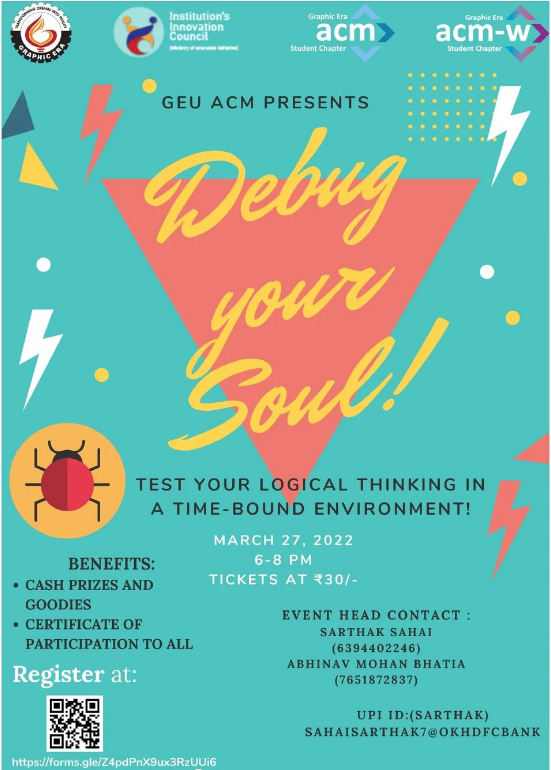 GRAPHIC ERA
Institution's
Innovation
Council
(Ministry of education Initiative)
Graphic Era
acm
Student Chapter
Graphic Era
acm-w
Student Chapter
GEU ACM PRESENTS
Debug
your
Soul!
TEST YOUR LOGICAL THINKING IN
A TIME-BOUND ENVIRONMENT!
MARCH 27, 2022
6-8 PM
TICKETS AT ₹30/-
BENEFITS:
• CASH PRIZES AND
GOODIES
• CERTIFICATE OF
PARTICIPATION TO ALL
Register at:
https://forms.gle/Z4pdPnX9ux3RzUUi6
EVENT HEAD CONTACT :
SARTHAK SAHAI
(6394402246)
ABHINAV MOHAN BHATIA
(7651872837)
UPI ID:(SARTHAK)
SAHAISARTHAK7@OKHDFCBANK